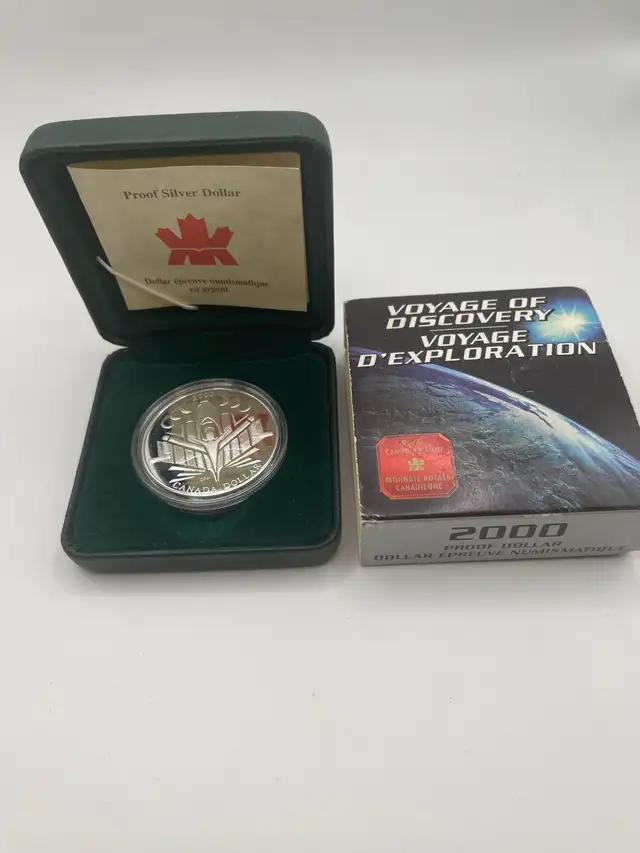 Proof Silver Dollar
Dollar épreuve numismatique
en argent
2000
CANADA DOLLAR
VOYAGE OF
DISCOVERY
VOYAGE
D'EXPLORATION
MONNAIE ROYALE
CANADIENNE
2000
PROOF DOLLAR
DOLLAR ÉPREUVE NUMISMATIQUE